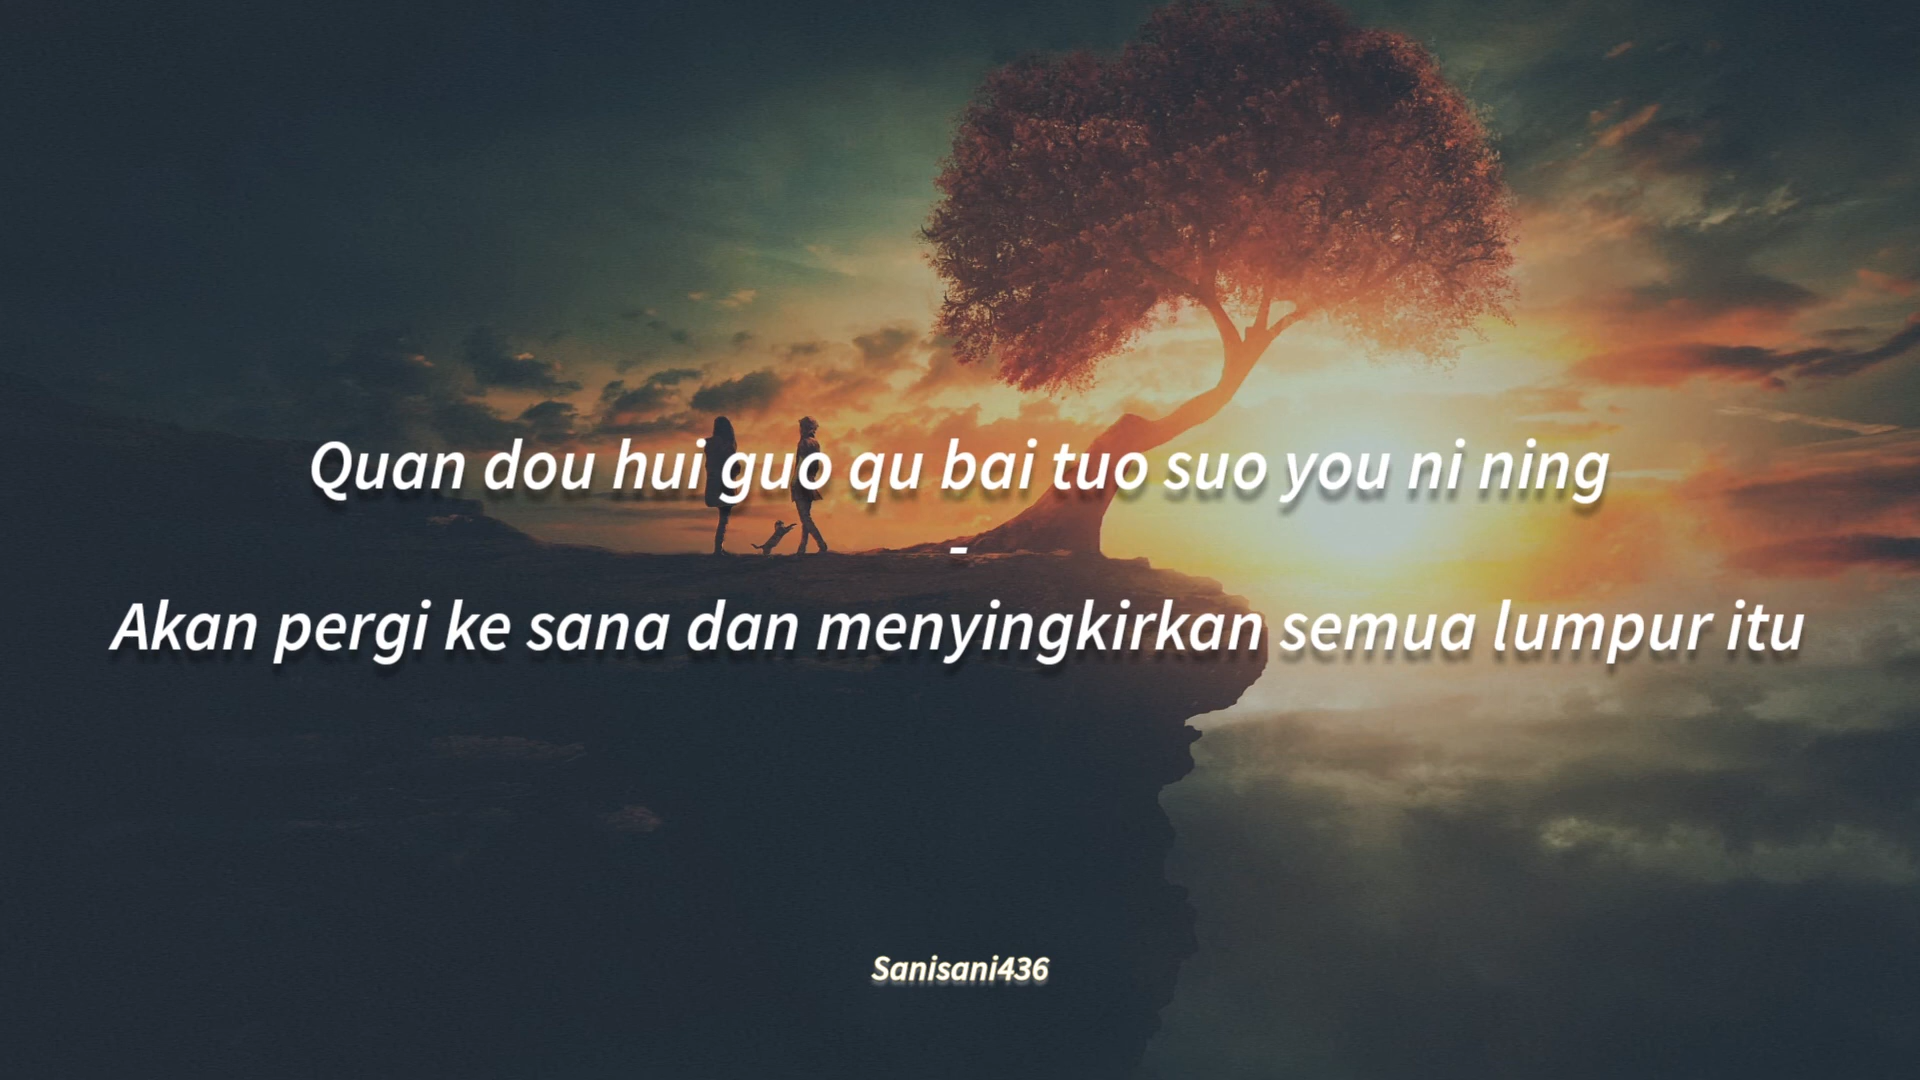 Quan dou hui guo qu bai tuo suo you ni ning
-
Akan pergi ke sana dan menyingkirkan semua lumpur itu
Sanisani436